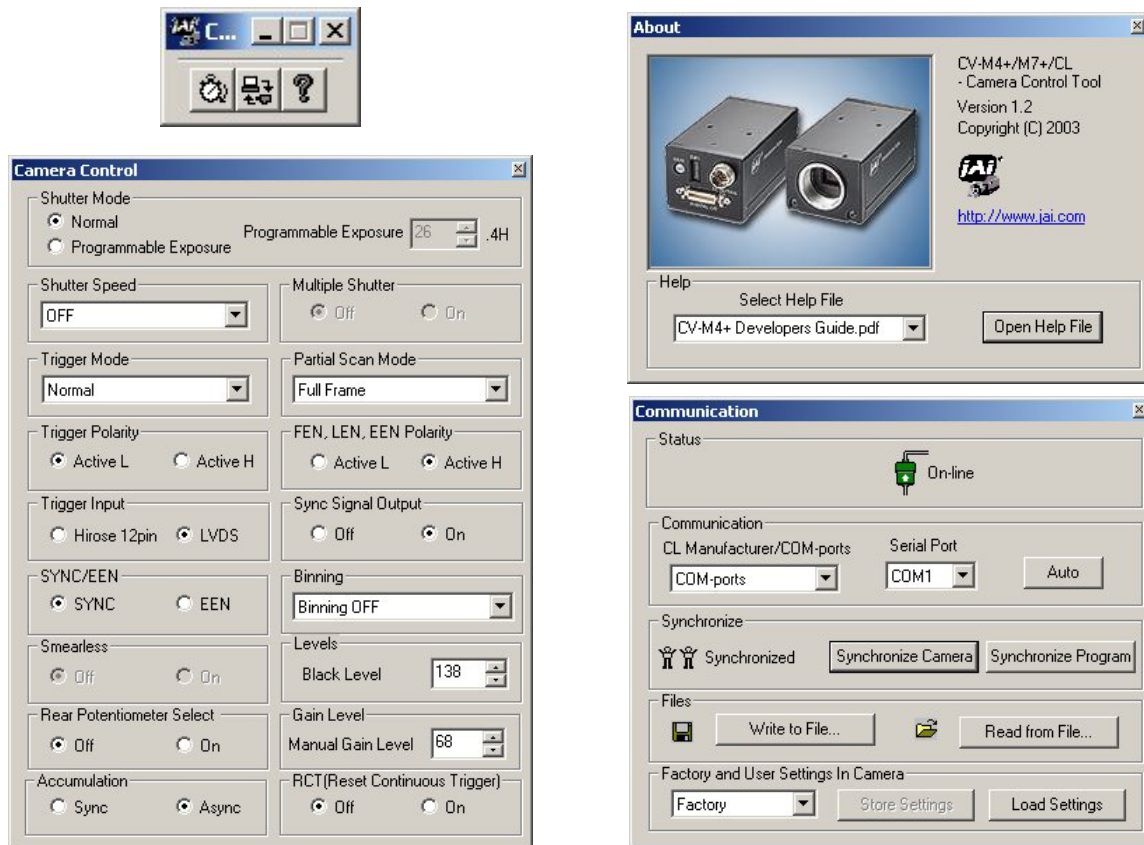 C...
Camera Control
Shutter Mode
Normal
Programmable Exposure
Programmable Exposure 26 .4H
Shutter Speed
OFF
Multiple Shutter
Off On
Trigger Mode
Normal
Partial Scan Mode
Full Frame
Trigger Polarity
Active L Active H
FEN, LEN, EEN Polarity
Active L Active H
Trigger Input
Hirose 12pin LVDS
Sync Signal Output
Off On
SYNC/EEN
SYNC EEN
Binning
Binning OFF
Smearless
Off On
Levels
Black Level 138
Rear Potentiometer Select
Off On
Gain Level
Manual Gain Level 68
Accumulation
Sync Async
RCT(Reset Continuous Trigger)
Off On
About
CV-M4+/M7+/CL
- Camera Control Tool
Version 1.2
Copyright (C) 2003
JAi
http://www.jai.com
Help
Select Help File
CV-M4+ Developers Guide.pdf
Open Help File
Communication
Status
On-line
Communication
CL Manufacturer/COM-ports Serial Port
COM-ports COM1 Auto
Synchronize
Synchronized Synchronize Camera Synchronize Program
Files
Write to File... Read from File...
Factory and User Settings In Camera
Factory Store Settings Load Settings